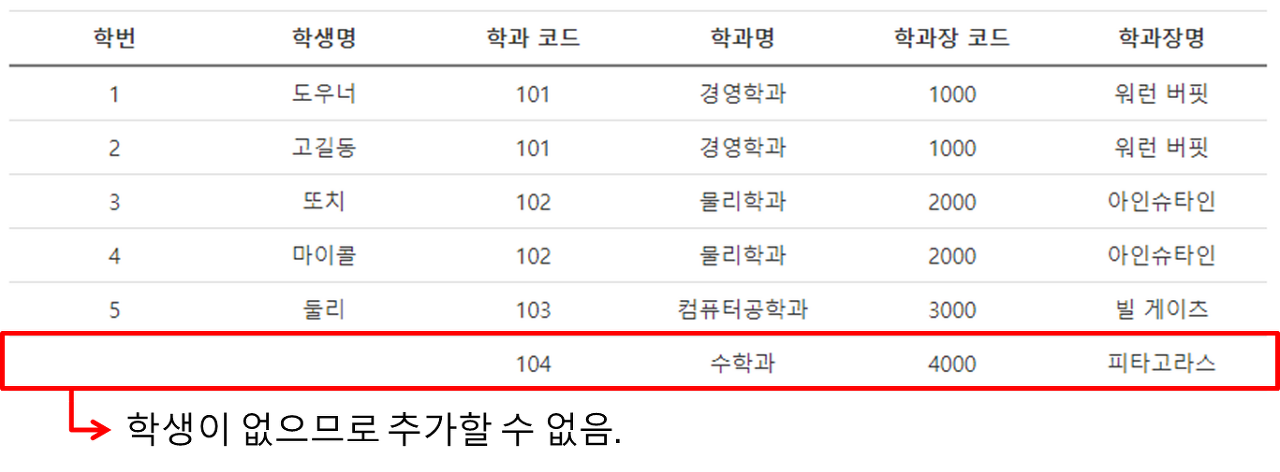 학번 학생명 학과 코드 학과명 학과장 코드 학과장명
1 도우너 101 경영학과 1000 워런 버핏
2 고길동 101 경영학과 1000 워런 버핏
3 또치 102 물리학과 2000 아인슈타인
4 마이콜 102 물리학과 2000 아인슈타인
5 둘리 103 컴퓨터공학과 3000 빌 게이츠
104 수학과 4000 피타고라스
학생이 없으므로 추가할 수 없음.